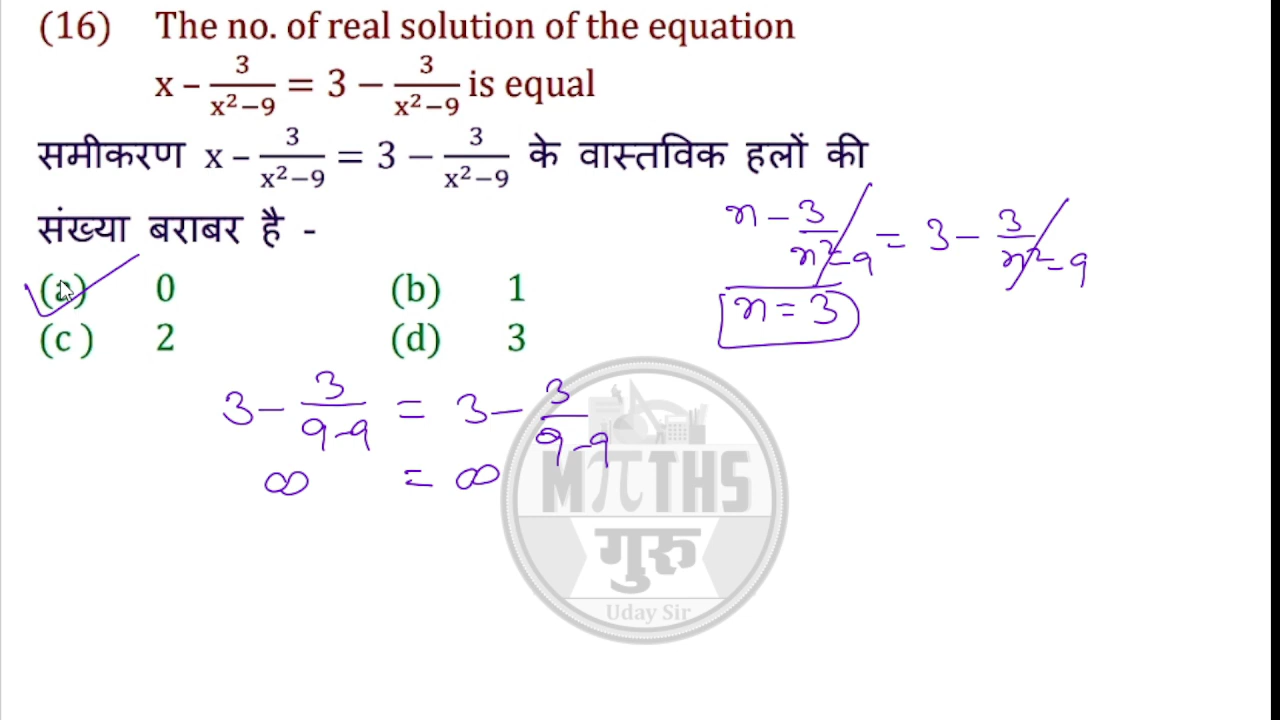 (16) The no. of real solution of the equation
x – 3/(x²−9) = 3 − 3/(x²−9) is equal
समीकरण x – 3/(x²−9) = 3 − 3/(x²−9) के वास्तविक हलों की
संख्या बराबर है -
(a) 0 (b) 1
(c ) 2 (d) 3
x − 3/(x²−9) = 3 − 3/(x²−9)
x = 3
3 − 3/(9-9) = 3 − 3/(9-9)
∞ = ∞
MπTHS
गुरु
Uday Sir